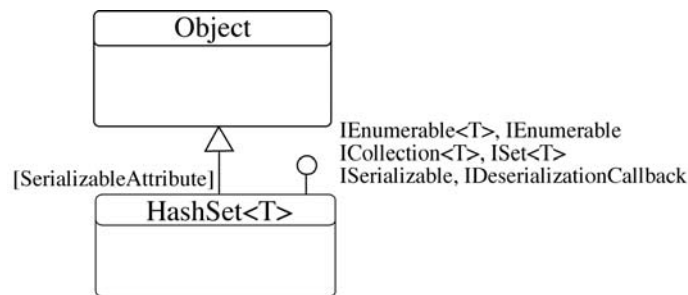 Object
IEnumerable<T>, IEnumerable
ICollection<T>, ISet<T>
[SerializableAttribute]
ISerializable, IDeserializationCallback
HashSet<T>